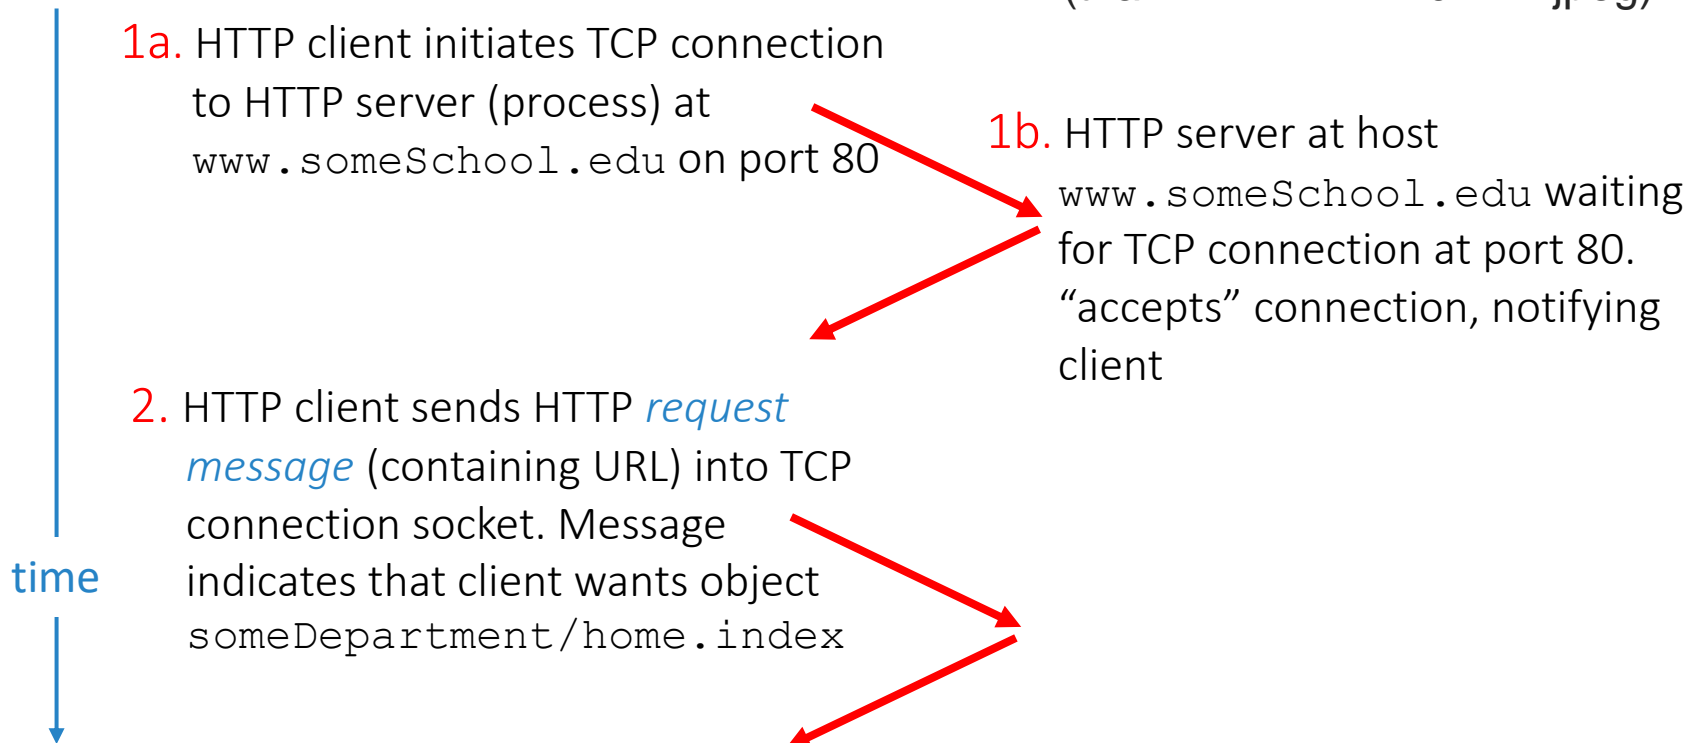 jpeg)
1a. HTTP client initiates TCP connection
to HTTP server (process) at
www.someSchool.edu on port 80
1b. HTTP server at host
www.someSchool.edu waiting
for TCP connection at port 80.
“accepts” connection, notifying
client
2. HTTP client sends HTTP request
message (containing URL) into TCP
connection socket. Message
indicates that client wants object
someDepartment/home.index
time